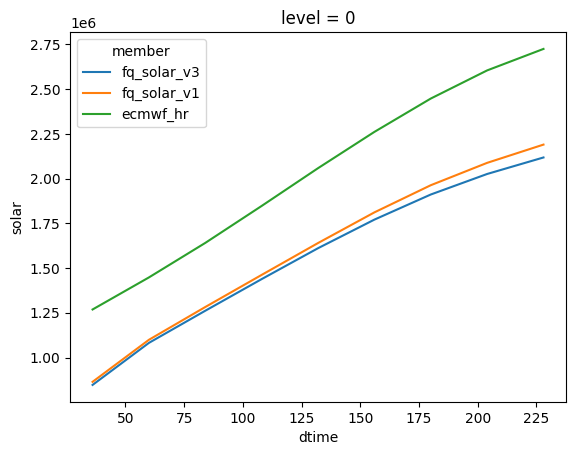 level = 0
1e6
member
fq_solar_v3
fq_solar_v1
ecmwf_hr
2.75
2.50
2.25
2.00
1.75
1.50
1.25
1.00
solar
50
75
100
125
150
175
200
225
dtime